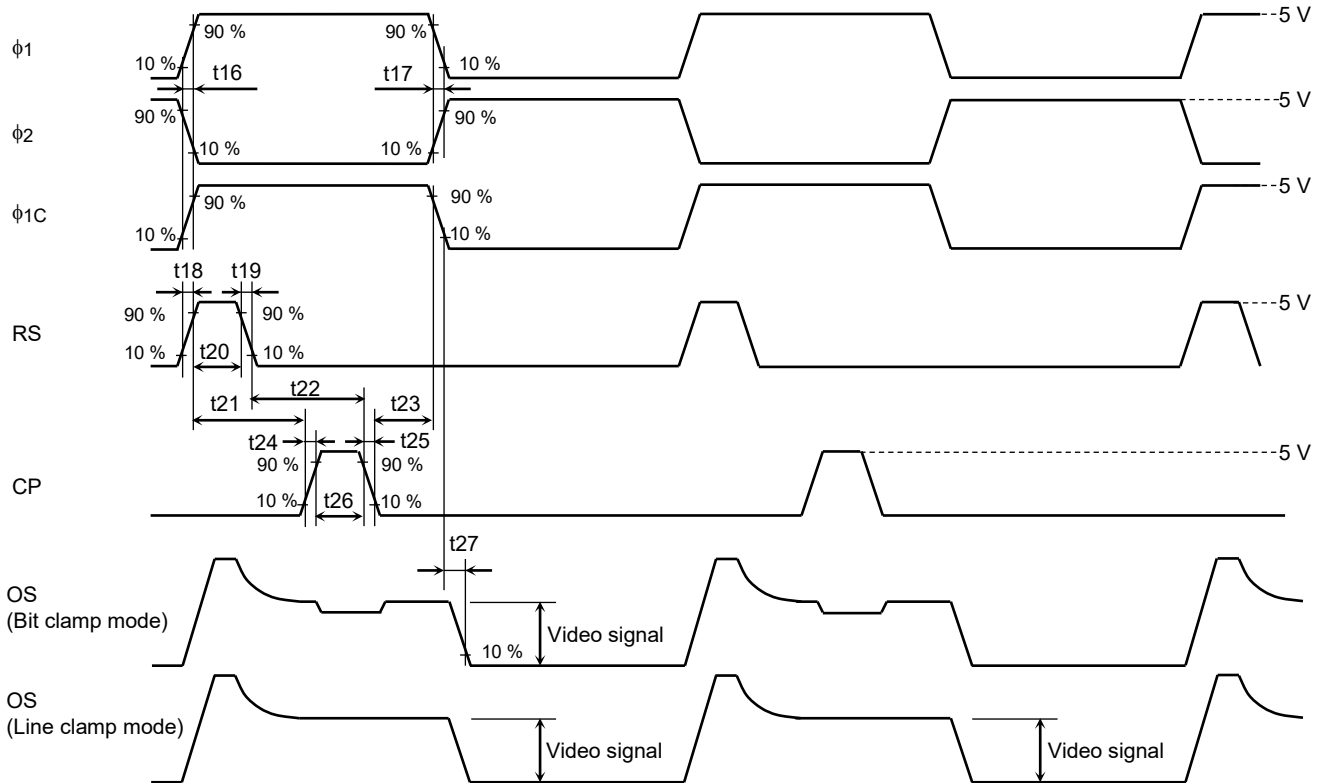 5 V
90 %
90 %
φ1
10 %
t16
t17
10 %
5 V
90 %
90 %
φ2
10 %
10 %
5 V
90 %
90 %
φ1C
10 %
10 %
t18
t19
5 V
90 %
90 %
RS
10 %
t20
10 %
t22
t21
t23
t24
t25
5 V
90 %
90 %
CP
10 %
t26
10 %
t27
OS
(Bit clamp mode)
Video signal
10 %
OS
(Line clamp mode)
Video signal
Video signal